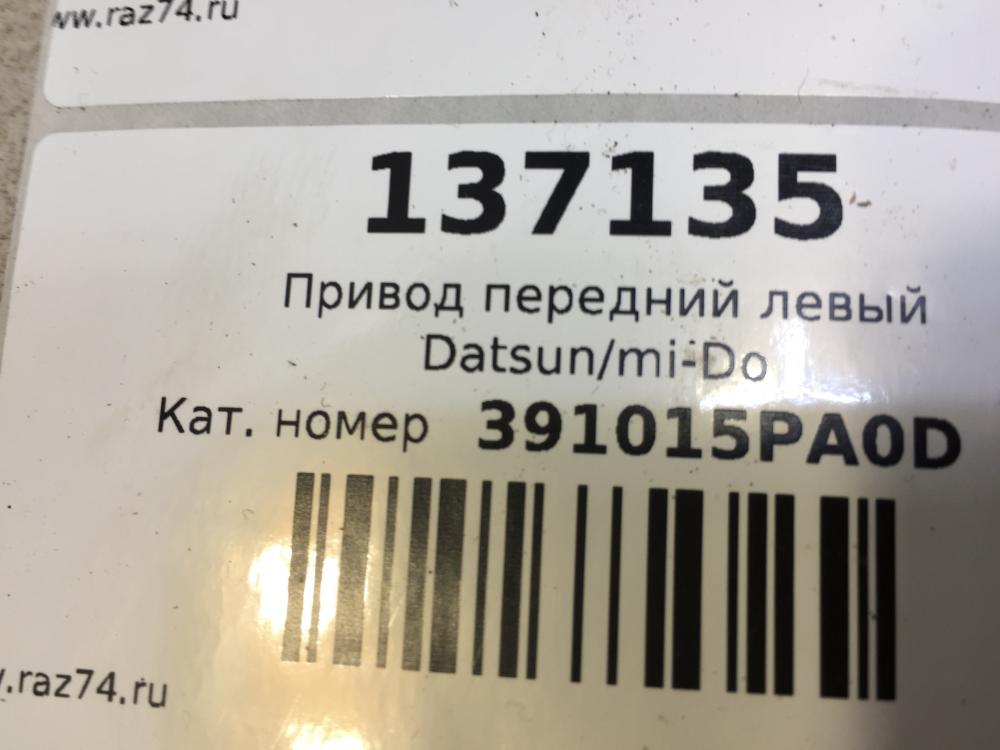 ww.raz74.ru
137135
Привод передний левый
Datsun/mi-Do
Кат. номер 391015PA0D
.raz74.ru